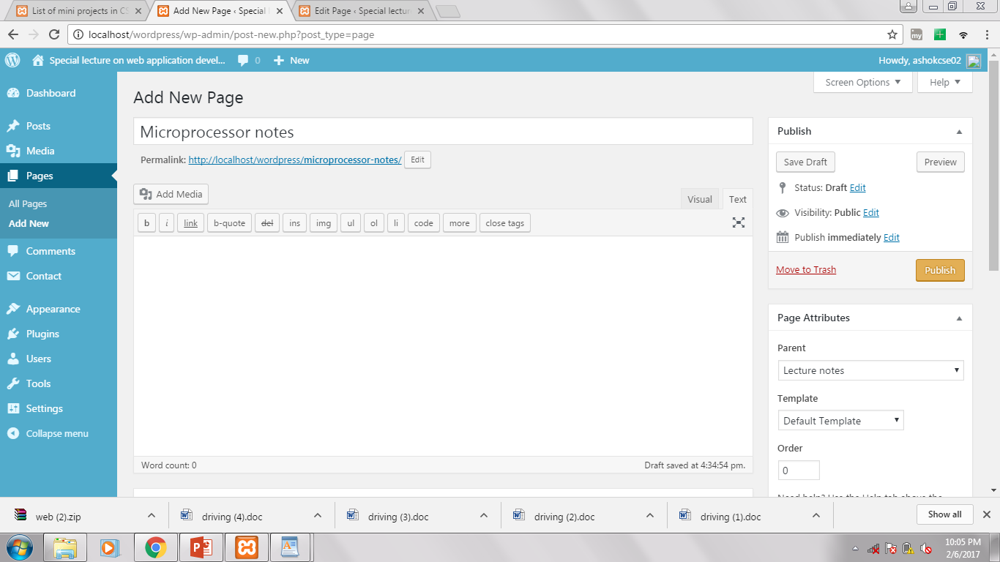 List of mini projects in CS
Add New Page ‹ Special l
Edit Page ‹ Special lectur
localhost/wordpress/wp-admin/post-new.php?post_type=page
my
Special lecture on web application devel... 0 New
Howdy, ashokcse02
Screen Options
Help
Dashboard
Posts
Media
Pages
All Pages
Add New
Comments
Contact
Appearance
Plugins
Users
Tools
Settings
Collapse menu
Add New Page
Microprocessor notes
Permalink: http://localhost/wordpress/microprocessor-notes/ Edit
Add Media
Visual Text
b i link b-quote del ins img ul ol li code more close tags
Word count: 0
Draft saved at 4:34:54 pm.
Publish
Save Draft Preview
Status: Draft Edit
Visibility: Public Edit
Publish immediately Edit
Move to Trash Publish
Page Attributes
Parent
Lecture notes
Template
Default Template
Order
0
Need help? Use the Help tab above the
web (2).zip
driving (4).doc
driving (3).doc
driving (2).doc
driving (1).doc
Show all
10:05 PM
2/6/2017